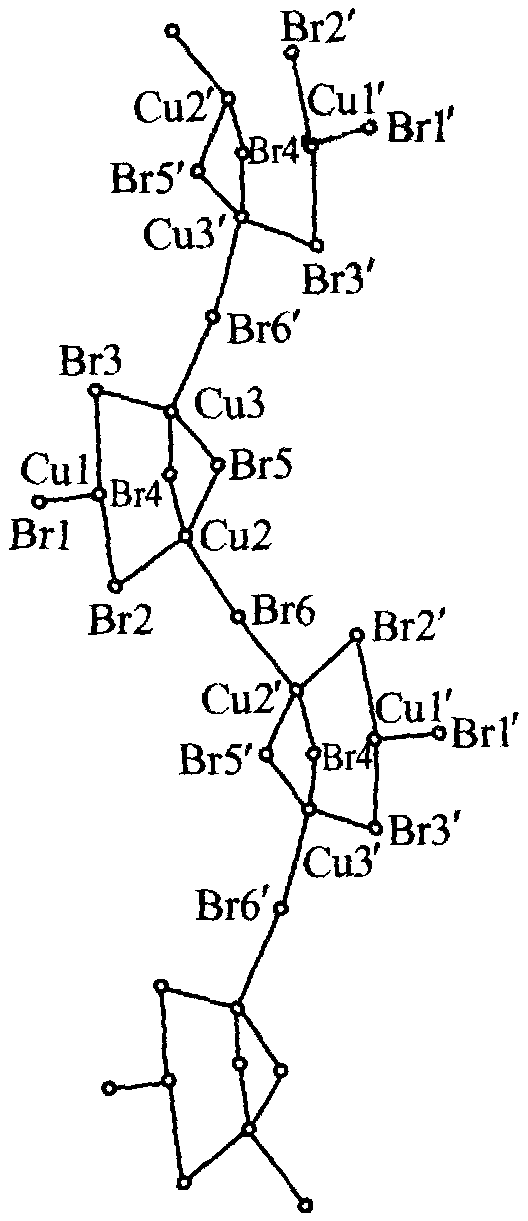 Br2′
Cu2′
Cu1′
Br1′
Br4
Br5′
Cu3′
Br3′
Br6′
Br3
Cu3
Cu1
Br4
Br5
Br1
Cu2
Br2
Br6
Br2′
Cu2′
Cu1′
Br1′
Br5′
Br4
Br3′
Cu3′
Br6′